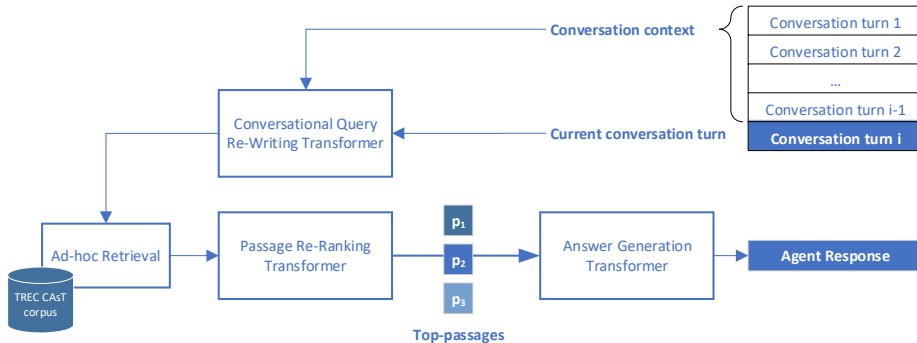 Conversation context
Conversation turn 1
Conversation turn 2
...
Conversation turn i-1
Conversation turn i
Current conversation turn
Conversational Query
Re-Writing Transformer
Ad-hoc Retrieval
TREC CAsT
corpus
Passage Re-Ranking
Transformer
p₁
p₂
p₃
Top-passages
Answer Generation
Transformer
Agent Response